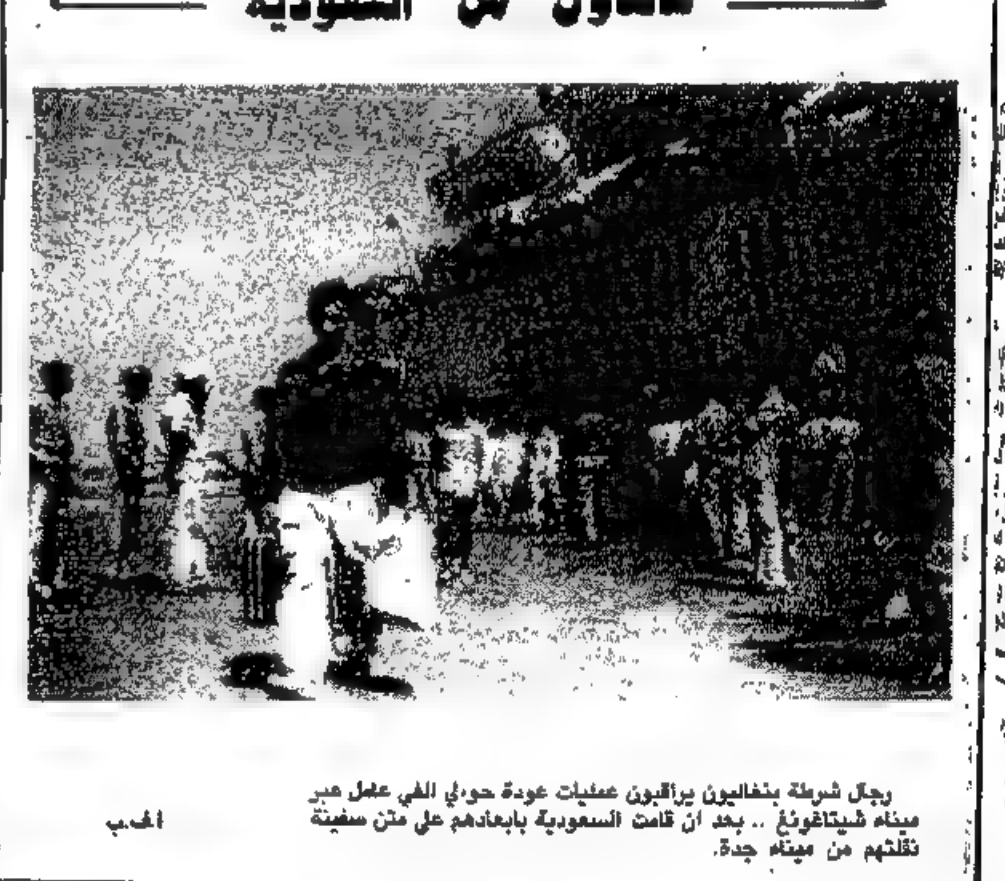 من السعودية
رجال شرطة بنغاليون يراقبون عمليات عودة حوالي الفي عامل عبر
ميناء شيتاغونغ .. بعد ان قامت السعودية بابعادهم على متن سفينة
نقلتهم من ميناء جدة.
ا.ف.ب